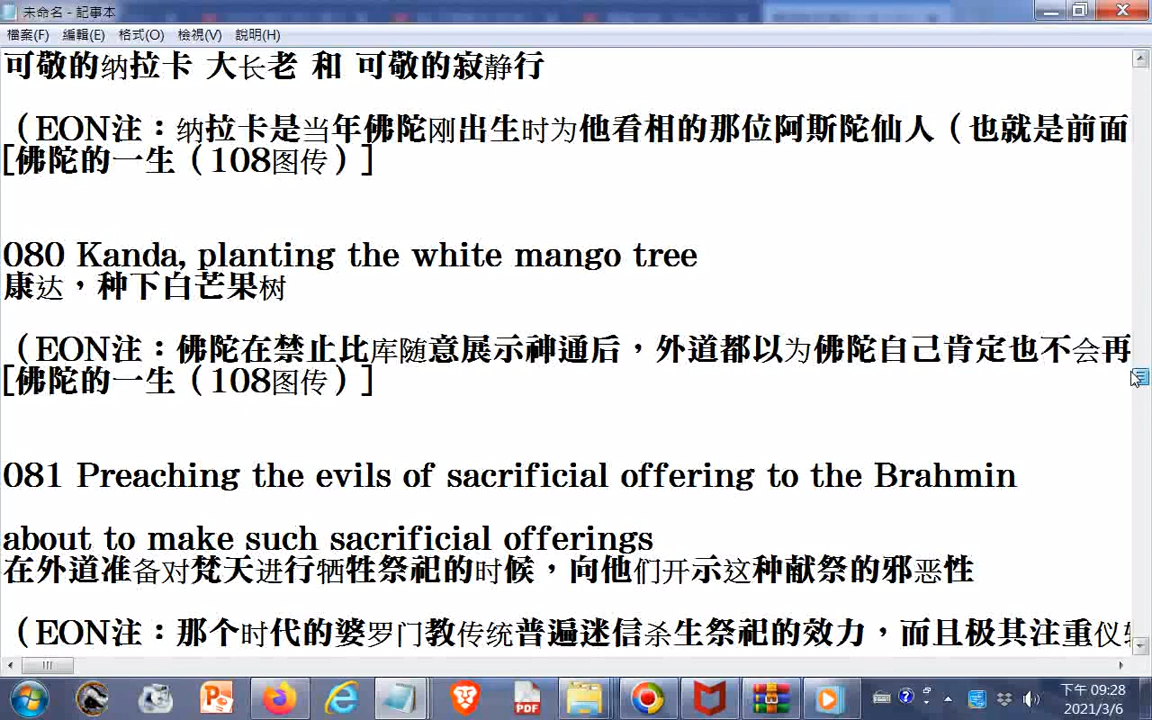 未命名 - 記事本
檔案(F) 編輯(E) 格式(O) 檢視(V) 說明(H)
可敬的纳拉卡 大长老 和 可敬的寂静行
（EON注：纳拉卡是当年佛陀刚出生时为他看相的那位阿斯陀仙人（也就是前面
[佛陀的一生（108图传）]
080 Kanda, planting the white mango tree
康达，种下白芒果树
（EON注：佛陀在禁止比库随意展示神通后，外道都以为佛陀自己肯定也不会再
[佛陀的一生（108图传）]
081 Preaching the evils of sacrificial offering to the Brahmin
about to make such sacrificial offerings
在外道准备对梵天进行牺牲祭祀的时候，向他们开示这种献祭的邪恶性
（EON注：那个时代的婆罗门教传统普遍迷信杀生祭祀的效力，而且极其注重仪
PDF
下午 09:28
2021/3/6